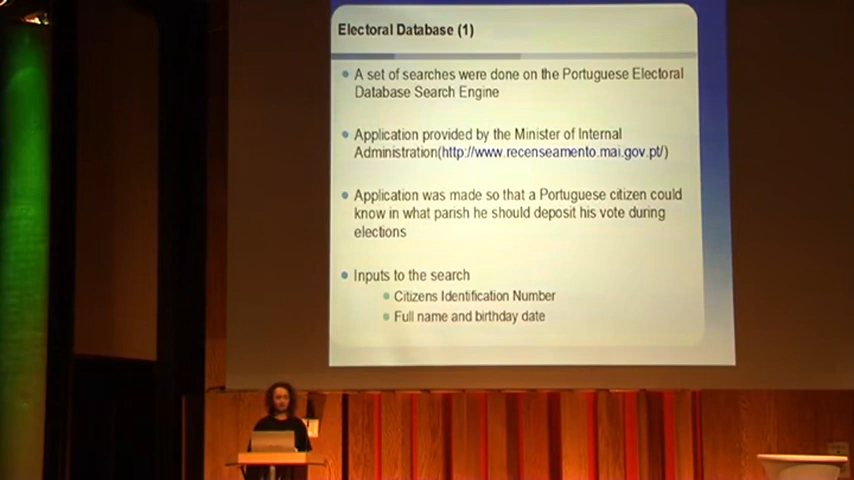 Electoral Database (1)
A set of searches were done on the Portuguese Electoral
Database Search Engine
Application provided by the Minister of Internal
Administration(http://www.recenseamento.mai.gov.pt/)
Application was made so that a Portuguese citizen could
know in what parish he should deposit his vote during
elections
Inputs to the search
Citizens Identification Number
Full name and birthday date